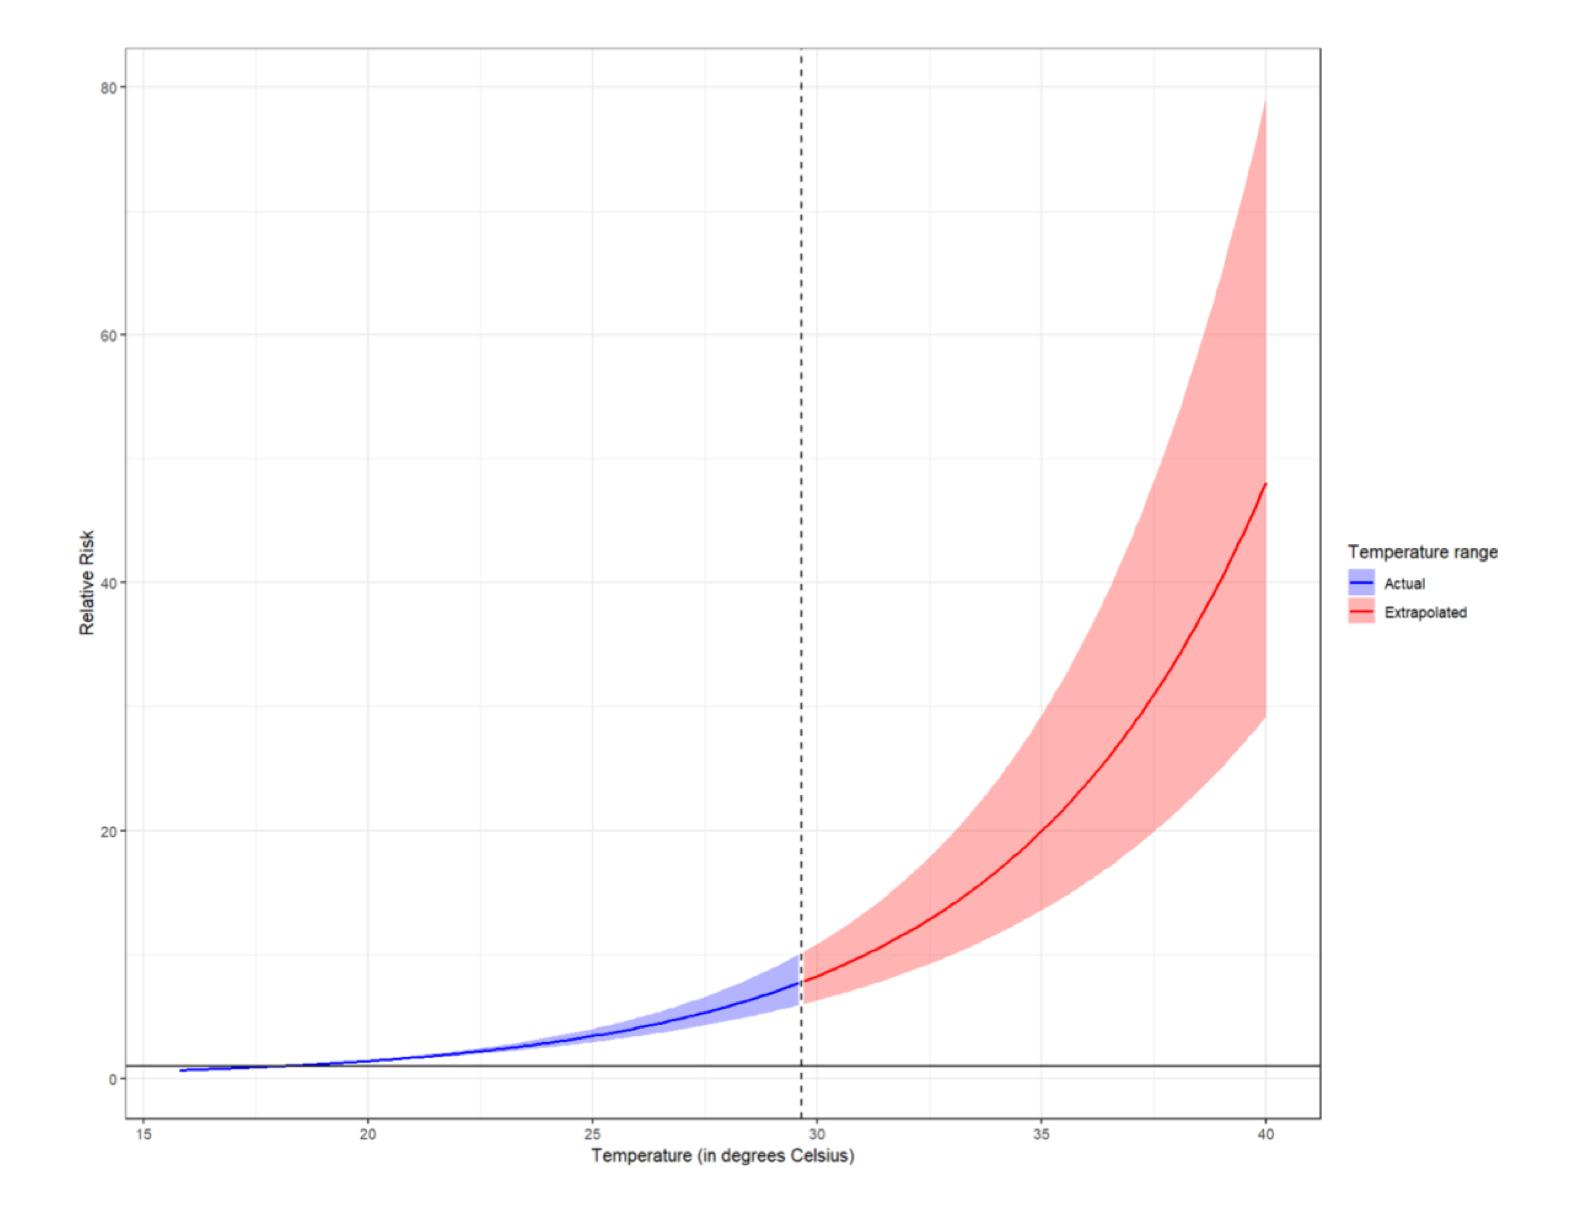 80
60
40
20
0
Relative Risk
15 20 25 30 35 40
Temperature (in degrees Celsius)
Temperature range
Actual
Extrapolated